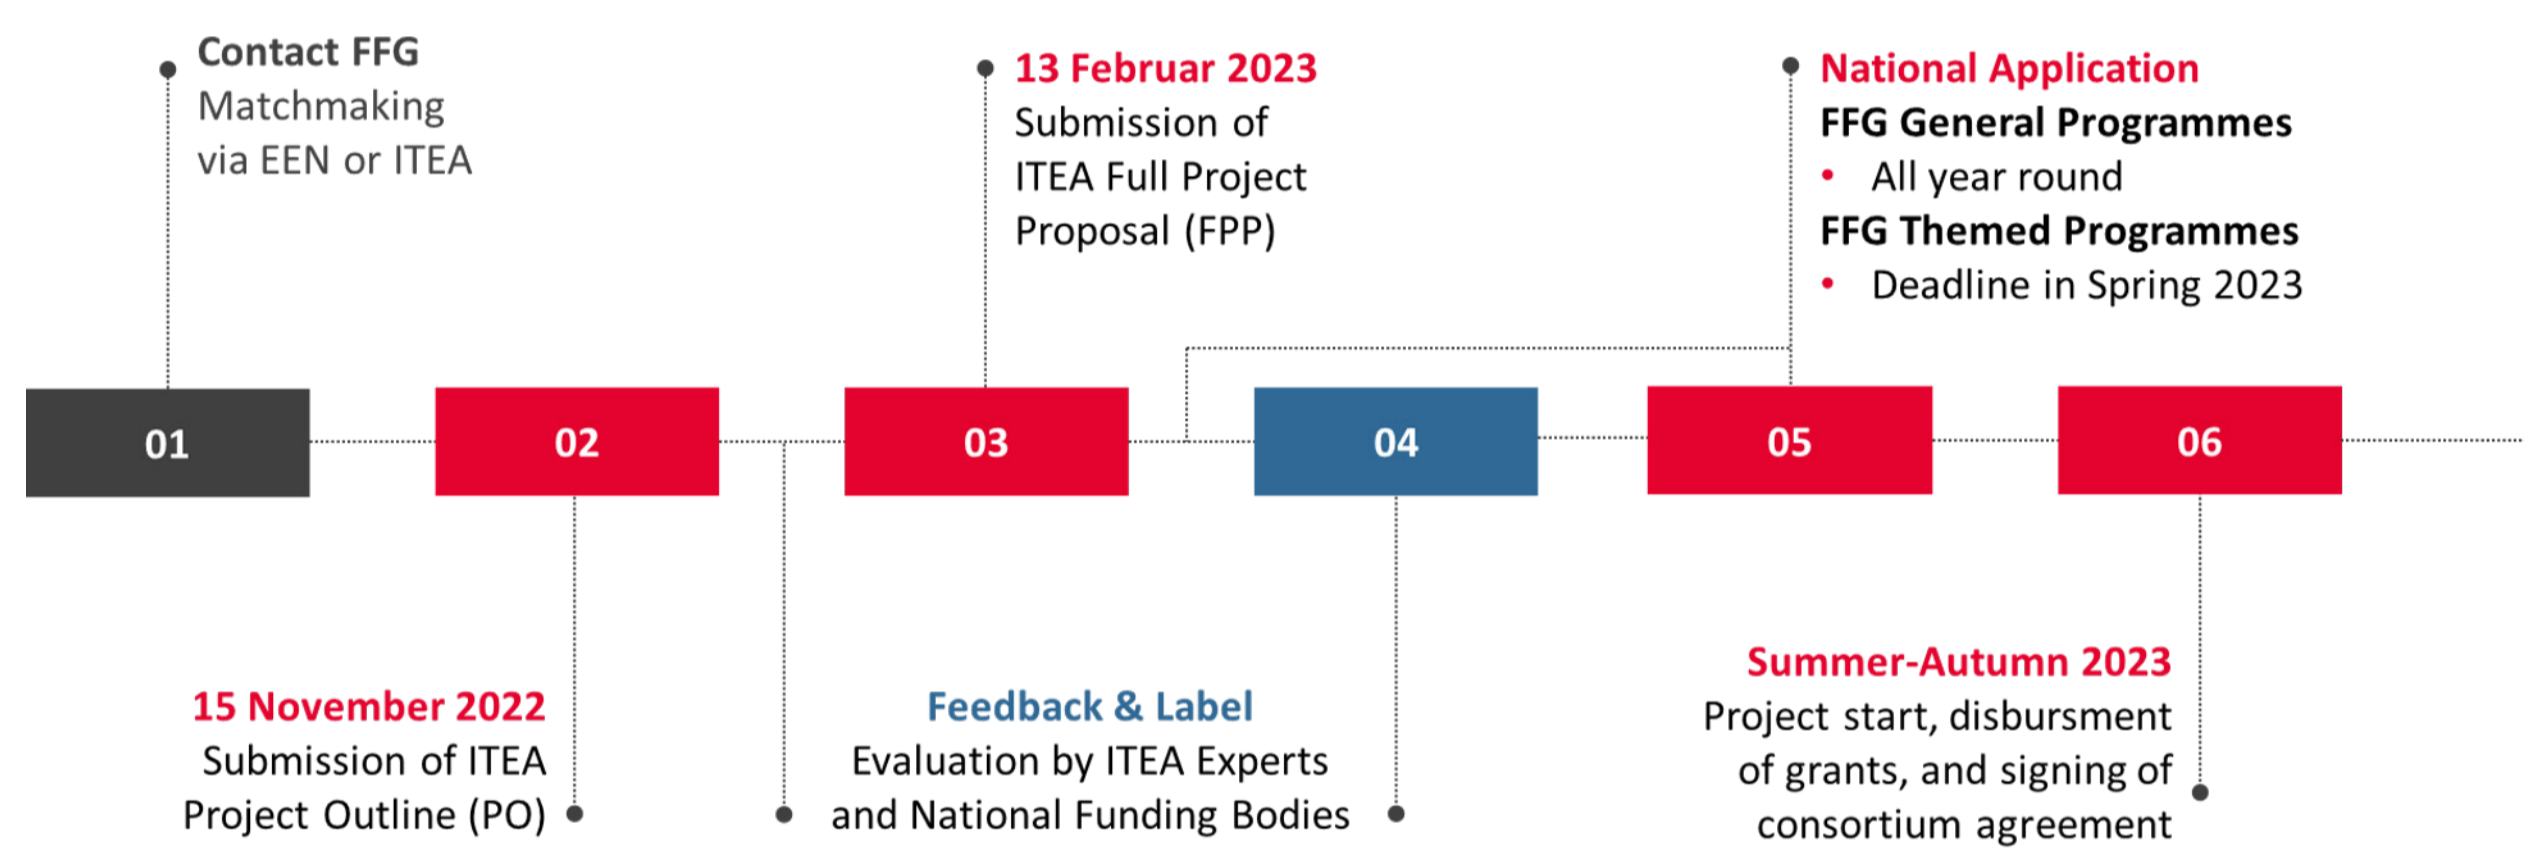 Contact FFG
Matchmaking
via EEN or ITEA
13 Februar 2023
Submission of
ITEA Full Project
Proposal (FPP)
National Application
FFG General Programmes
• All year round
FFG Themed Programmes
• Deadline in Spring 2023
01
02
03
04
05
06
15 November 2022
Submission of ITEA
Project Outline (PO)
Feedback & Label
Evaluation by ITEA Experts
and National Funding Bodies
Summer-Autumn 2023
Project start, disbursment
of grants, and signing of
consortium agreement